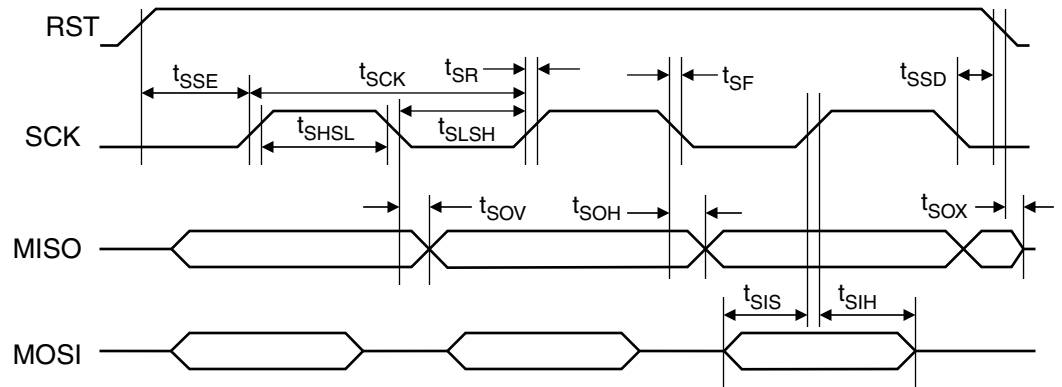 RST
tSSE
tSCK
tSR
tSF
tSSD
SCK
tSHSL
tSLSH
tSOV
tSOH
tSOX
MISO
tSIS
tSIH
MOSI